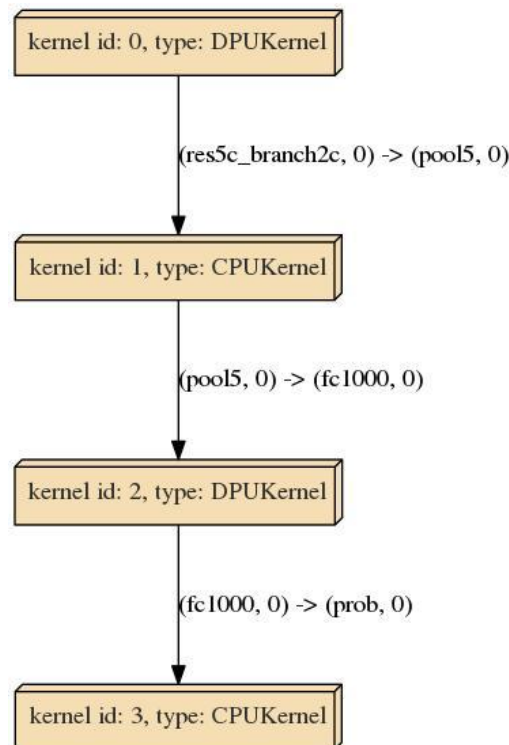 kernel id: 0, type: DPUKernel
(res5c_branch2c, 0) -> (pool5, 0)
kernel id: 1, type: CPUKernel
(pool5, 0) -> (fc1000, 0)
kernel id: 2, type: DPUKernel
(fc1000, 0) -> (prob, 0)
kernel id: 3, type: CPUKernel